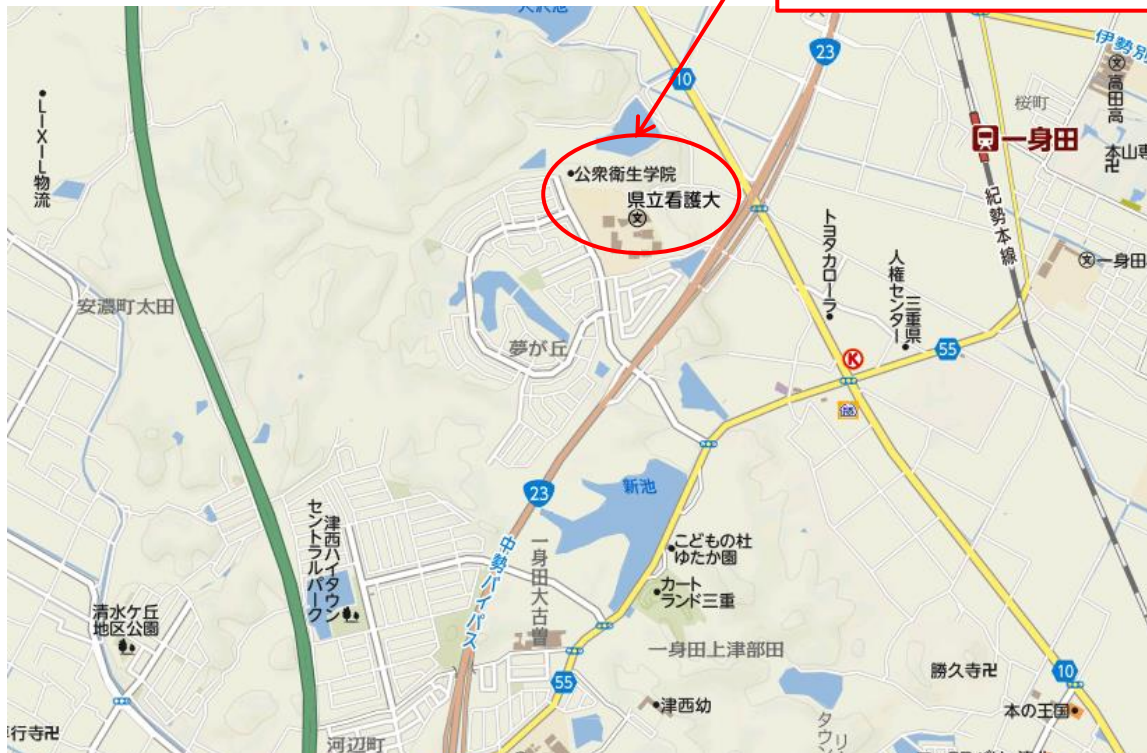 23
伊勢別
10
高田高
桜町
LIXIL物流
一身田
公衆衛生学院
県立看護大
紀勢本線
トヨタカローラ
人権センター
三重県
一身田
安濃町太田
夢が丘
55
K
23
新池
津西ハイタウン
セントラルパーク
中勢バイパス
一身田大古曽
こどもの杜
ゆたか園
カート
ランド三重
清水ケ丘
地区公園
一身田上津部田
勝久寺卍
10
55
津西幼
本の王国
行寺卍
河辺町